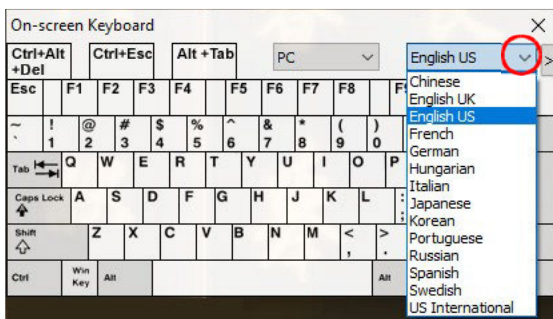 On-screen Keyboard
Ctrl+Alt
+Del
Ctrl+Esc
Alt +Tab
PC
English US
>
Esc F1 F2 F3 F4 F5 F6 F7 F8
~ ! @ # $ % ^ & * ( )
` 1 2 3 4 5 6 7 8 9 0
Tab Q W E R T Y U I O P
Caps Lock A S D F G H J K L :
;
Shift Z X C V B N M < >
, .
Ctrl Win
Key Alt Alt
Chinese
English UK
English US
French
German
Hungarian
Italian
Japanese
Korean
Portuguese
Russian
Spanish
Swedish
US International